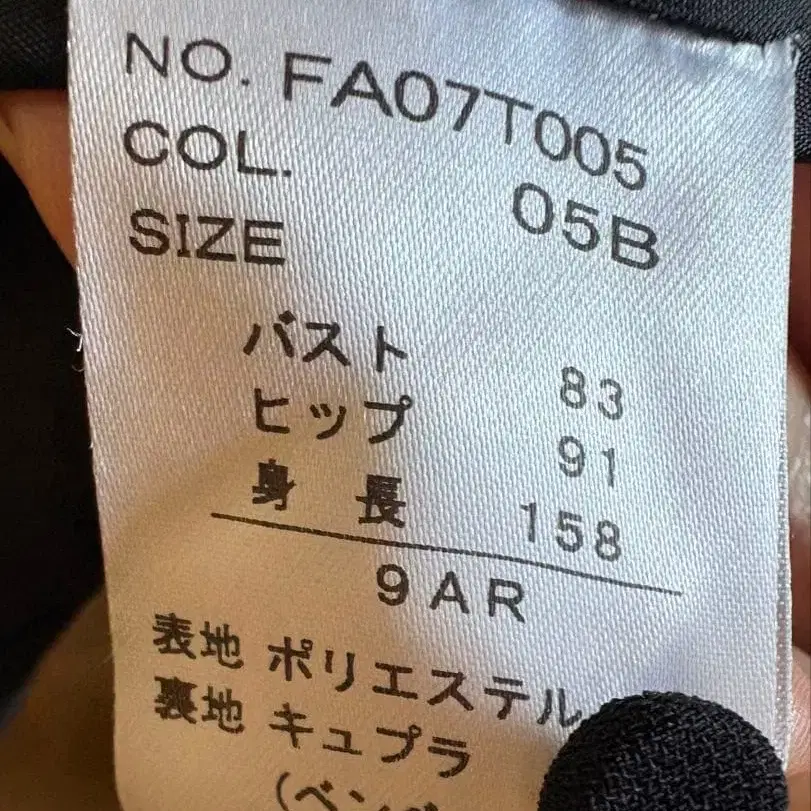 NO. FA07T005
COL. 05B
SIZE
バスト 83
ヒップ 91
身長 158
9AR
表地 ポリエステル
裏地 キュプラ